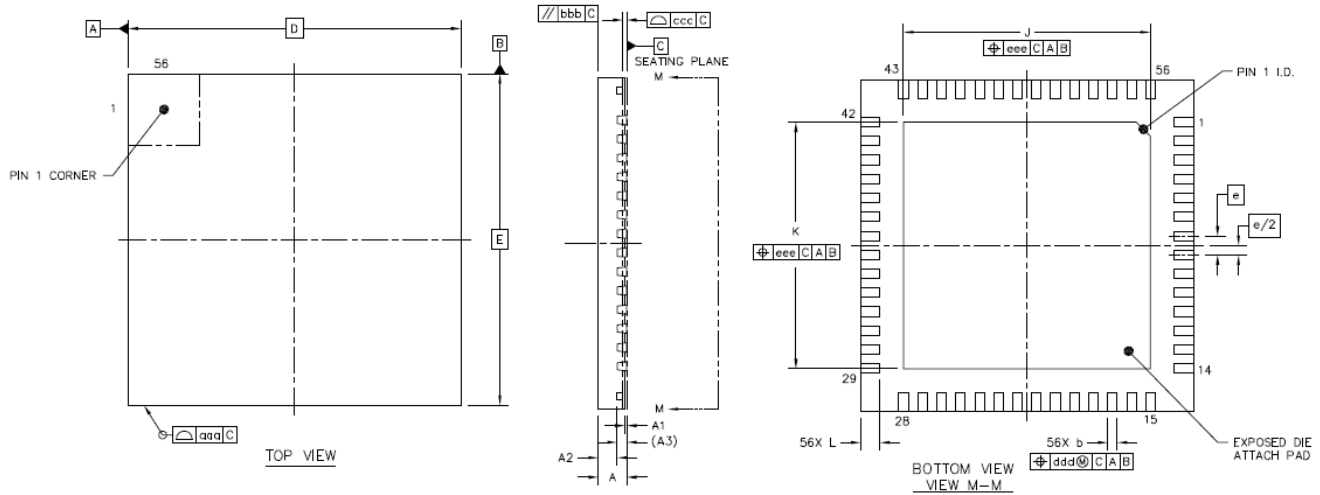 A
D
B
56
1
PIN 1 CORNER
E
aaa C
TOP VIEW
// bbb C
ccc C
C
SEATING PLANE
M
M
A1
(A3)
A2
A
J
eee C A B
43
56
PIN 1 I.D.
42
1
e
e/2
K
eee C A B
29
14
28
15
56X L
56X b
ddd Ⓜ C A B
EXPOSED DIE
ATTACH PAD
BOTTOM VIEW
VIEW M-M